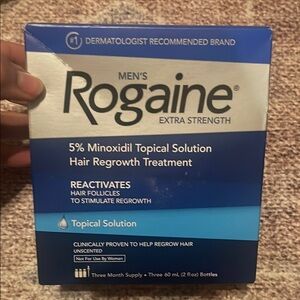 #1 DERMATOLOGIST RECOMMENDED BRAND
MEN'S
Rogaine®
EXTRA STRENGTH
5% Minoxidil Topical Solution
Hair Regrowth Treatment
REACTIVATES
HAIR FOLLICLES
TO STIMULATE REGROWTH
Topical Solution
CLINICALLY PROVEN TO HELP REGROW HAIR
UNSCENTED
Not For Use By Women
Three Month Supply • Three 60 mL (2 fl oz) Bottles